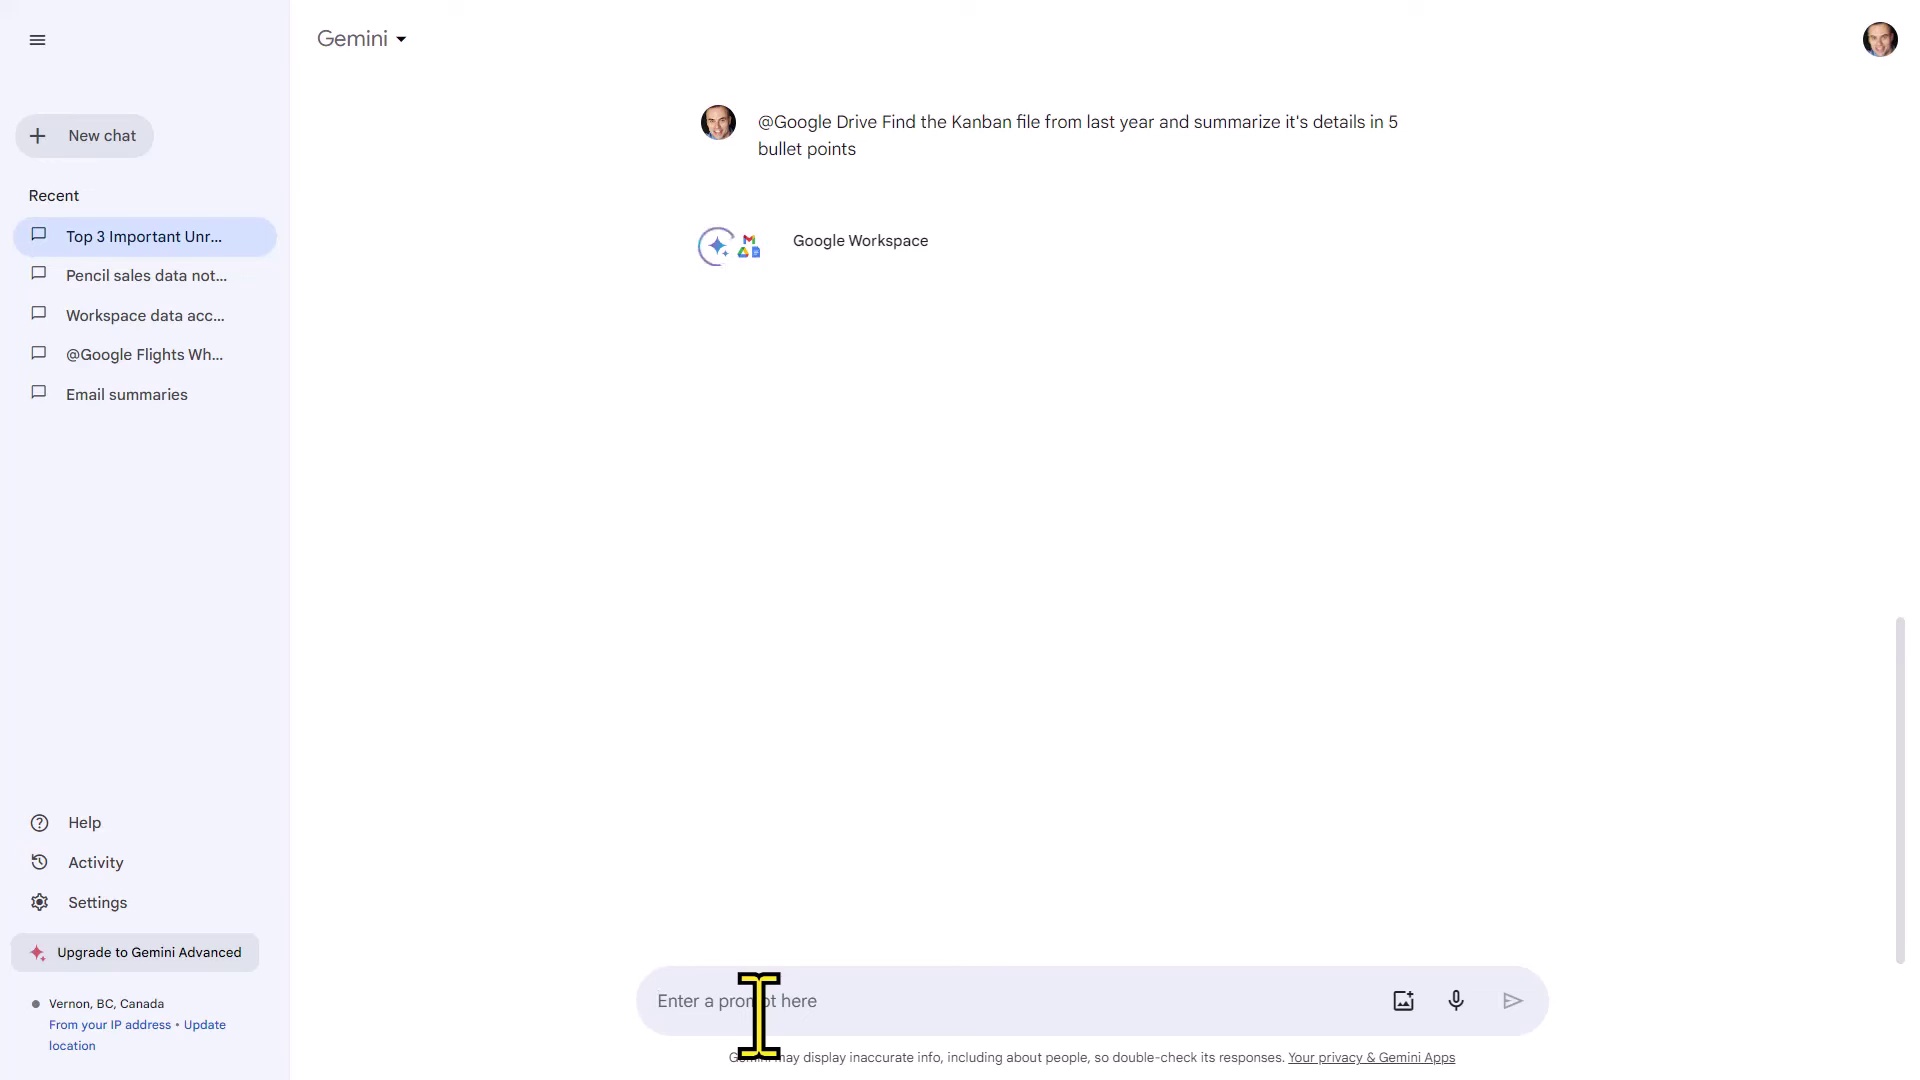 Gemini
New chat
Recent
Top 3 Important Unr...
Pencil sales data not...
Workspace data acc...
@Google Flights Wh...
Email summaries
Help
Activity
Settings
Upgrade to Gemini Advanced
Vernon, BC, Canada
From your IP address • Update
location
@Google Drive Find the Kanban file from last year and summarize it's details in 5
bullet points
Google Workspace
Enter a prompt here
Gemini may display inaccurate info, including about people, so double-check its responses. Your privacy & Gemini Apps